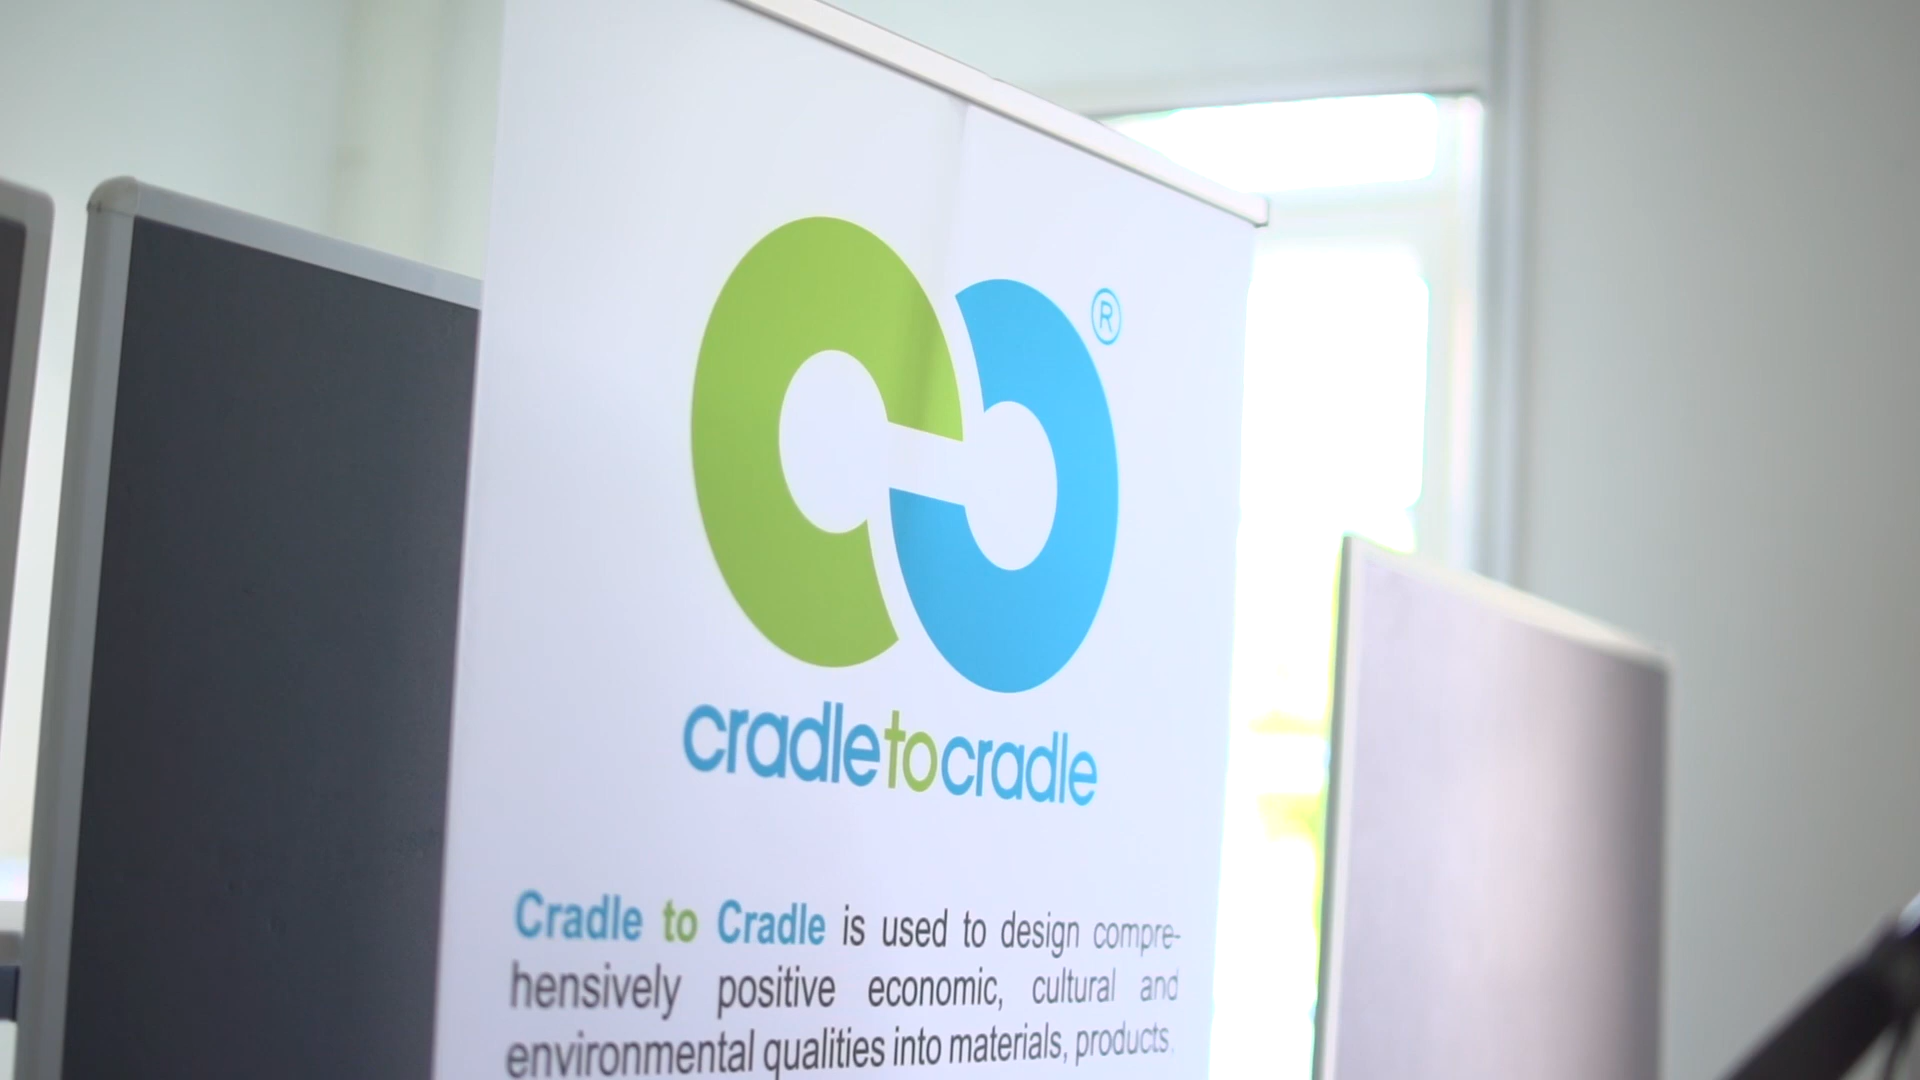 ®
cradletocradle
Cradle to Cradle is used to design compre-
hensively positive economic, cultural and
environmental qualities into materials, products,